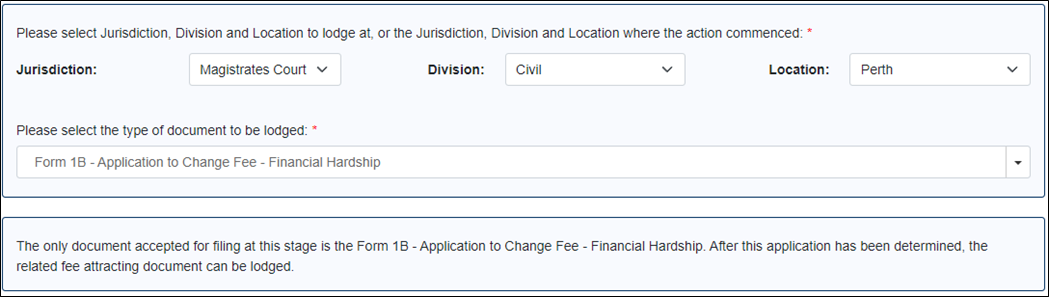 Please select Jurisdiction, Division and Location to lodge at, or the Jurisdiction, Division and Location where the action commenced: *
Jurisdiction: Magistrates Court Division: Civil Location: Perth
Please select the type of document to be lodged: *
Form 1B - Application to Change Fee - Financial Hardship
The only document accepted for filing at this stage is the Form 1B - Application to Change Fee - Financial Hardship. After this application has been determined, the
related fee attracting document can be lodged.